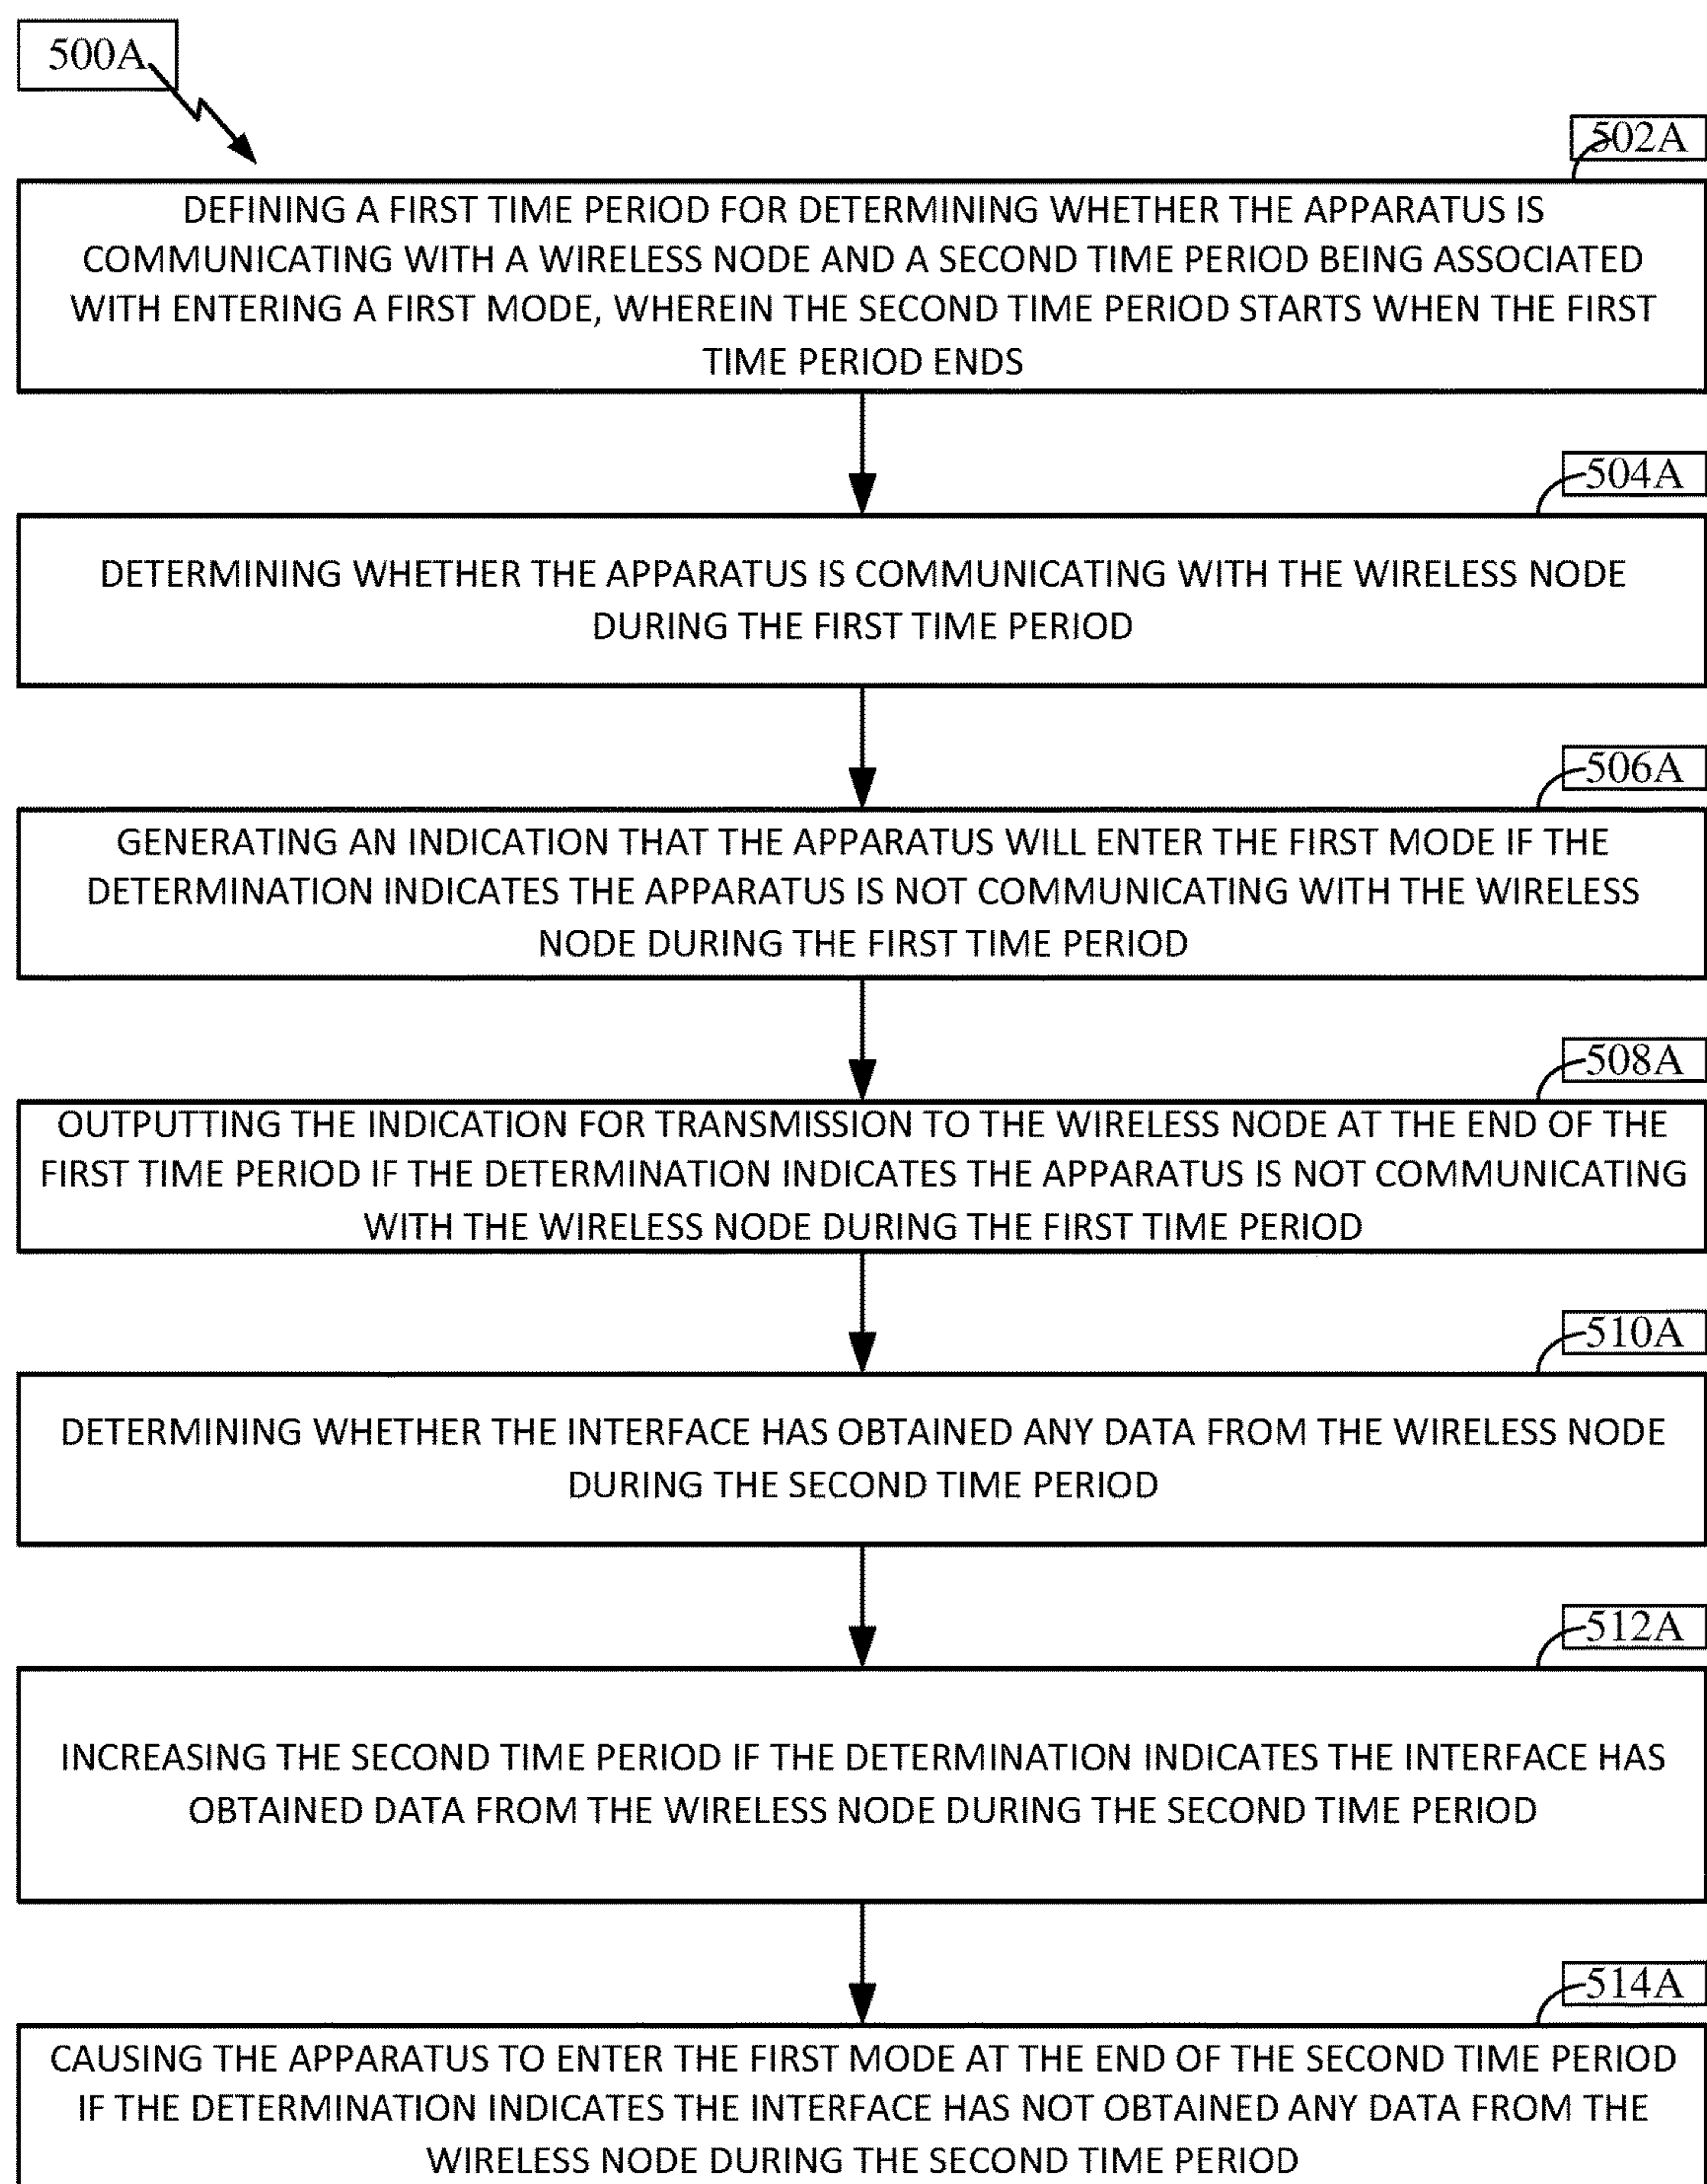 500A
502A
DEFINING A FIRST TIME PERIOD FOR DETERMINING WHETHER THE APPARATUS IS
COMMUNICATING WITH A WIRELESS NODE AND A SECOND TIME PERIOD BEING ASSOCIATED
WITH ENTERING A FIRST MODE, WHEREIN THE SECOND TIME PERIOD STARTS WHEN THE FIRST
TIME PERIOD ENDS
504A
DETERMINING WHETHER THE APPARATUS IS COMMUNICATING WITH THE WIRELESS NODE
DURING THE FIRST TIME PERIOD
506A
GENERATING AN INDICATION THAT THE APPARATUS WILL ENTER THE FIRST MODE IF THE
DETERMINATION INDICATES THE APPARATUS IS NOT COMMUNICATING WITH THE WIRELESS
NODE DURING THE FIRST TIME PERIOD
508A
OUTPUTTING THE INDICATION FOR TRANSMISSION TO THE WIRELESS NODE AT THE END OF THE
FIRST TIME PERIOD IF THE DETERMINATION INDICATES THE APPARATUS IS NOT COMMUNICATING
WITH THE WIRELESS NODE DURING THE FIRST TIME PERIOD
510A
DETERMINING WHETHER THE INTERFACE HAS OBTAINED ANY DATA FROM THE WIRELESS NODE
DURING THE SECOND TIME PERIOD
512A
INCREASING THE SECOND TIME PERIOD IF THE DETERMINATION INDICATES THE INTERFACE HAS
OBTAINED DATA FROM THE WIRELESS NODE DURING THE SECOND TIME PERIOD
514A
CAUSING THE APPARATUS TO ENTER THE FIRST MODE AT THE END OF THE SECOND TIME PERIOD
IF THE DETERMINATION INDICATES THE INTERFACE HAS NOT OBTAINED ANY DATA FROM THE
WIRELESS NODE DURING THE SECOND TIME PERIOD